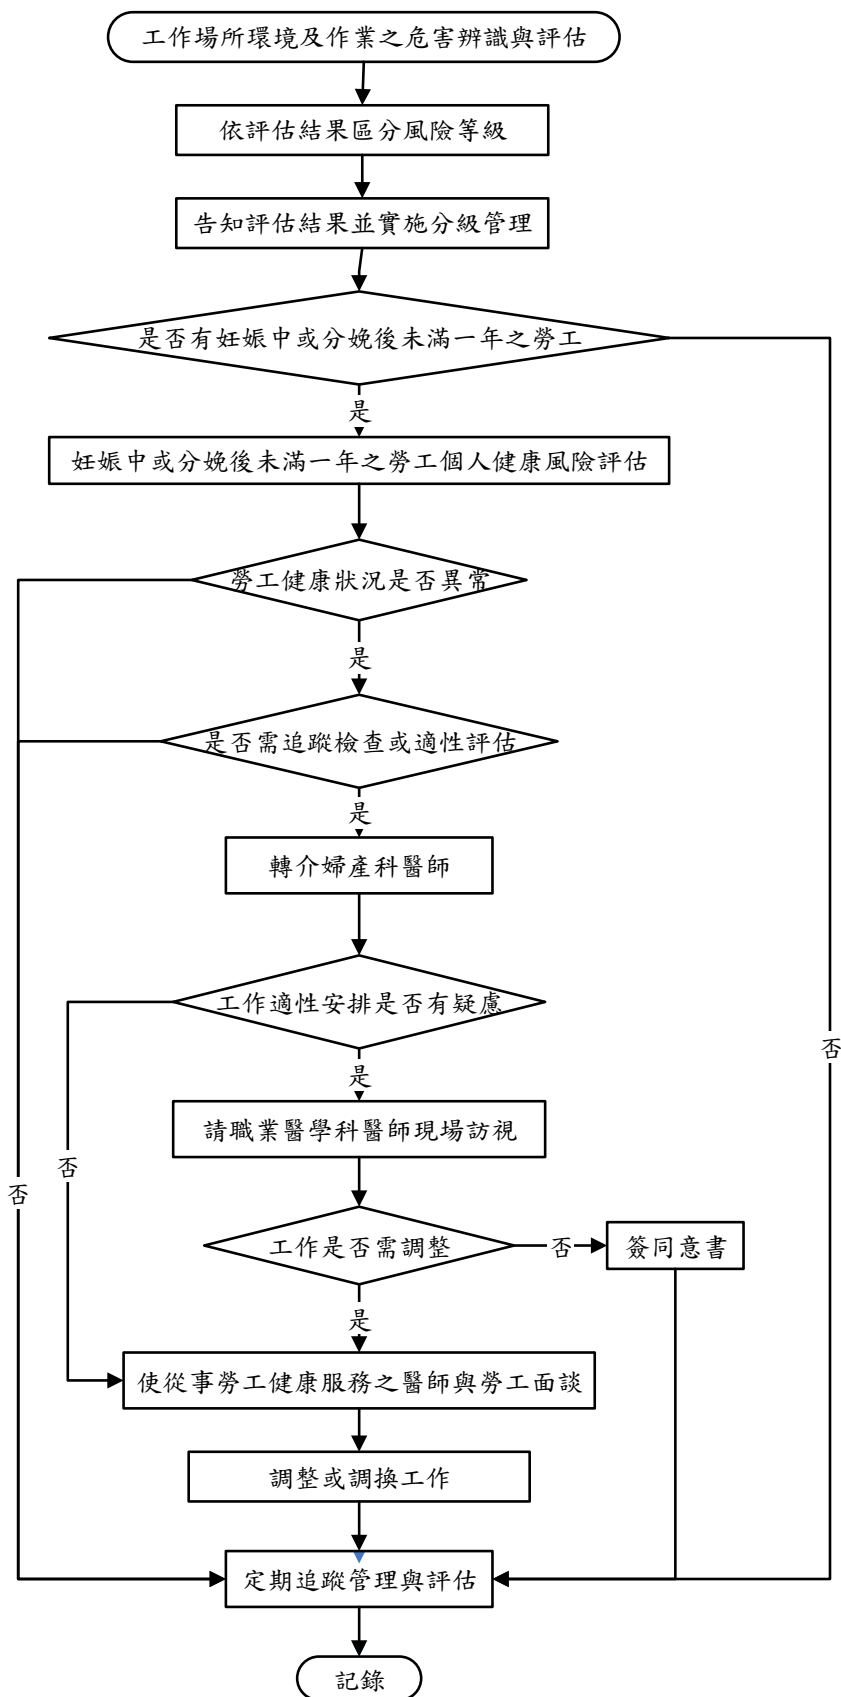 工作場所環境及作業之危害辨識與評估
依評估結果區分風險等級
告知評估結果並實施分級管理
是否有妊娠中或分娩後未滿一年之勞工
是
妊娠中或分娩後未滿一年之勞工個人健康風險評估
勞工健康狀況是否異常
是
是否需追蹤檢查或適性評估
是
轉介婦產科醫師
工作適性安排是否有疑慮
否
是
請職業醫學科醫師現場訪視
否
否
工作是否需調整
否
簽同意書
是
使從事勞工健康服務之醫師與勞工面談
調整或調換工作
定期追蹤管理與評估
記錄